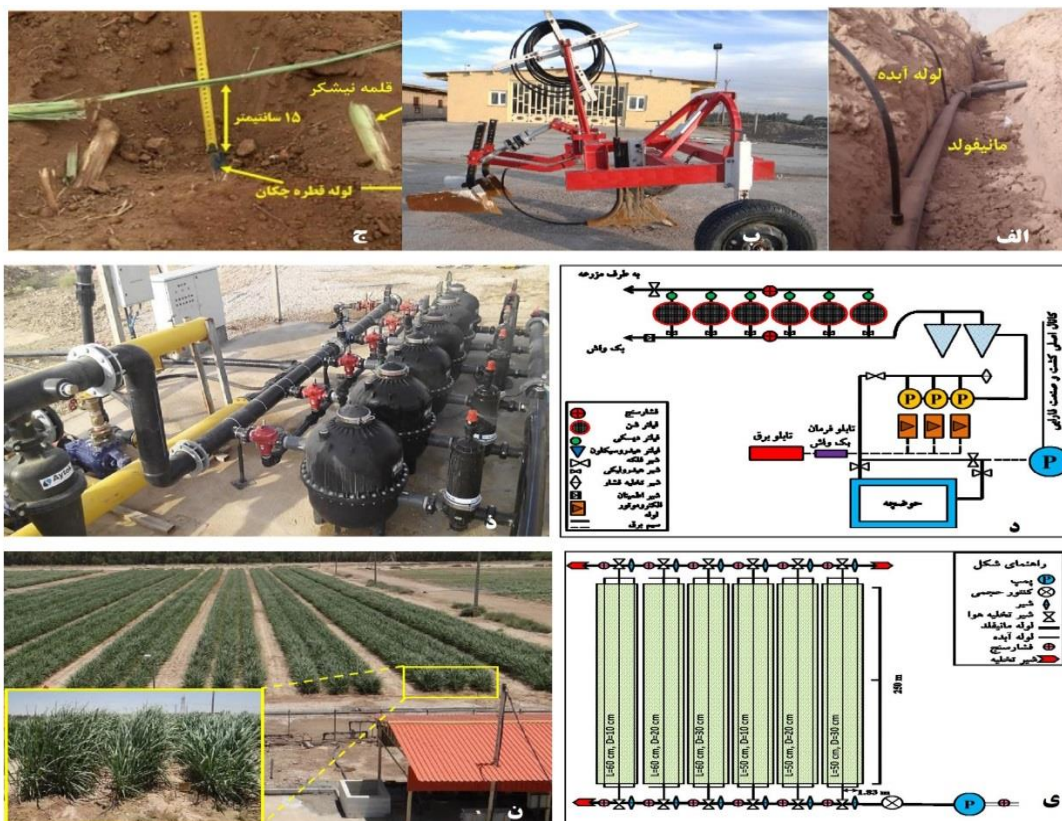 لوله آبده
مانیفولد
الف
ب
قلمه نیشکر
۱۵ سانتیمتر
لوله قطره چکان
ج
به طرف مزرعه
بک واش
کانال اصلی کشت و صنعت فارابی
P
P
P
P
تابلو فرمان
بک واش
تابلو برق
حوضچه
فشارسنج
فیلتر شن
فیلتر دیسکی
فیلتر هیدروسیکلون
شیر فلکه
شیر هیدرولیکی
شیر تخلیه فشار
شیر اطمینان
الکتروموتور
لوله
سیم برق
د
راهنمای شکل
پمپ
کنتور حجمی
شیر
شیر تخلیه هوا
لوله مانیفلد
لوله آبده
فشارسنج
شیر تخلیه
L=60 cm, D=10 cm
L=60 cm, D=20 cm
L=60 cm, D=30 cm
L=50 cm, D=10 cm
L=50 cm, D=20 cm
L=50 cm, D=30 cm
250 m
1.83 m
P
ی
ن